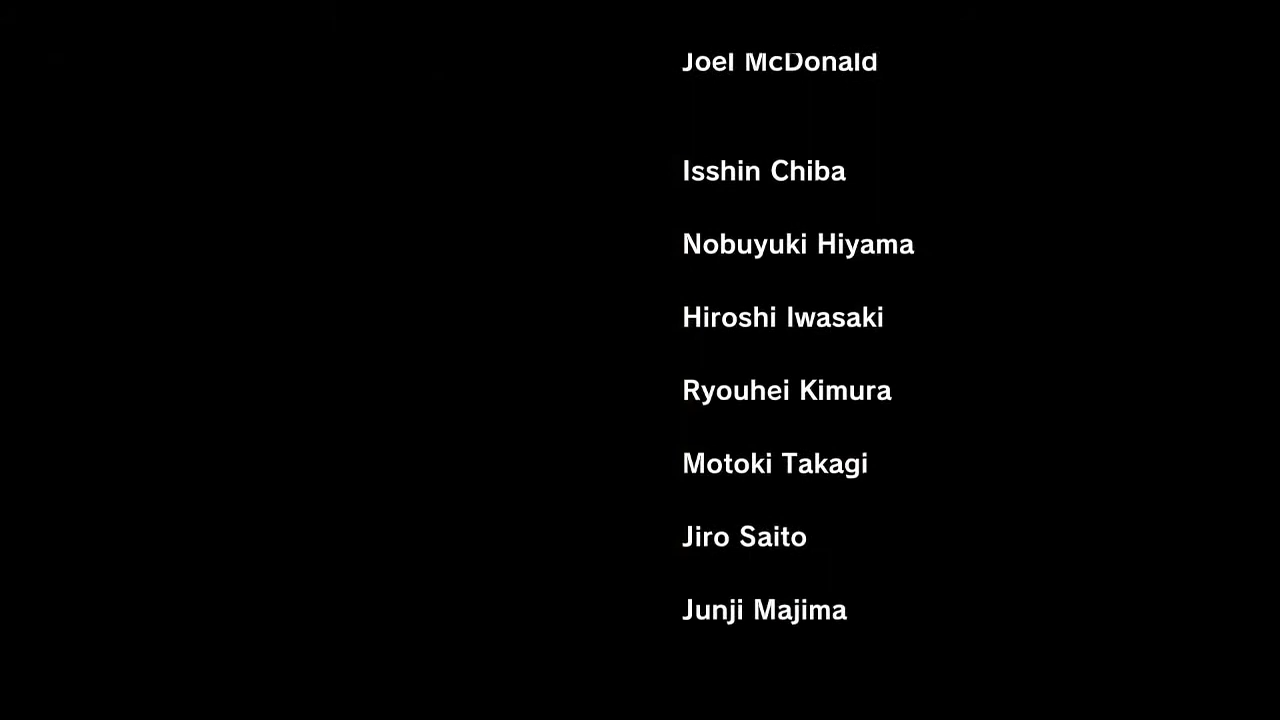 Joel McDonald
Isshin Chiba
Nobuyuki Hiyama
Hiroshi Iwasaki
Ryouhei Kimura
Motoki Takagi
Jiro Saito
Junji Majima